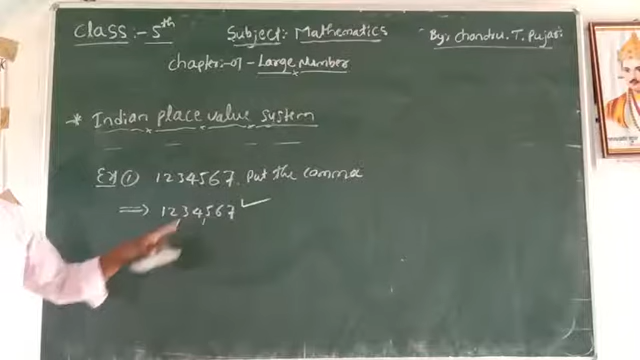 Class :- 5th Subject:- Mathematics By:- Chandru. T. Pujari.
Chapter:- 01 - Large Number
* Indian place value system
Ex ① 1234567. Put the comma
⇒ 12,34,567 ✓